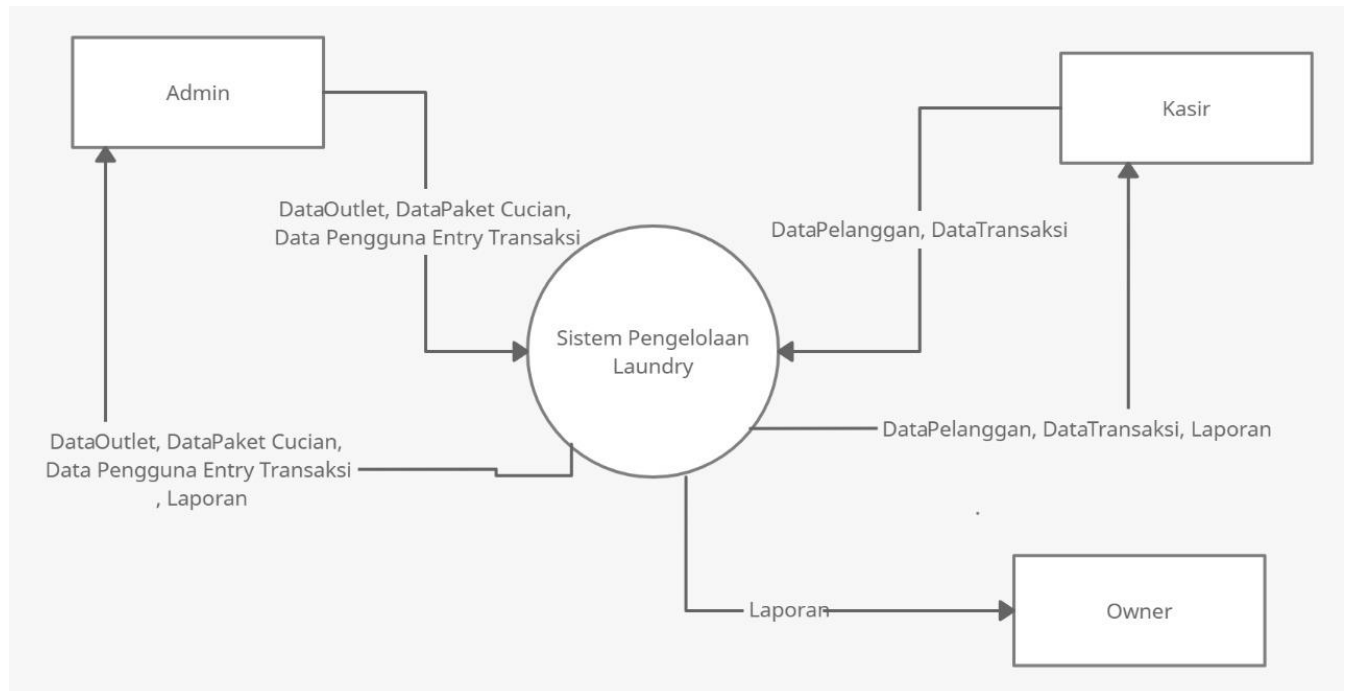 Admin
Kasir
DataOutlet, DataPaket Cucian,
Data Pengguna Entry Transaksi
DataPelanggan, DataTransaksi
Sistem Pengelolaan
Laundry
DataOutlet, DataPaket Cucian,
Data Pengguna Entry Transaksi
, Laporan
DataPelanggan, DataTransaksi, Laporan
.
Laporan
Owner